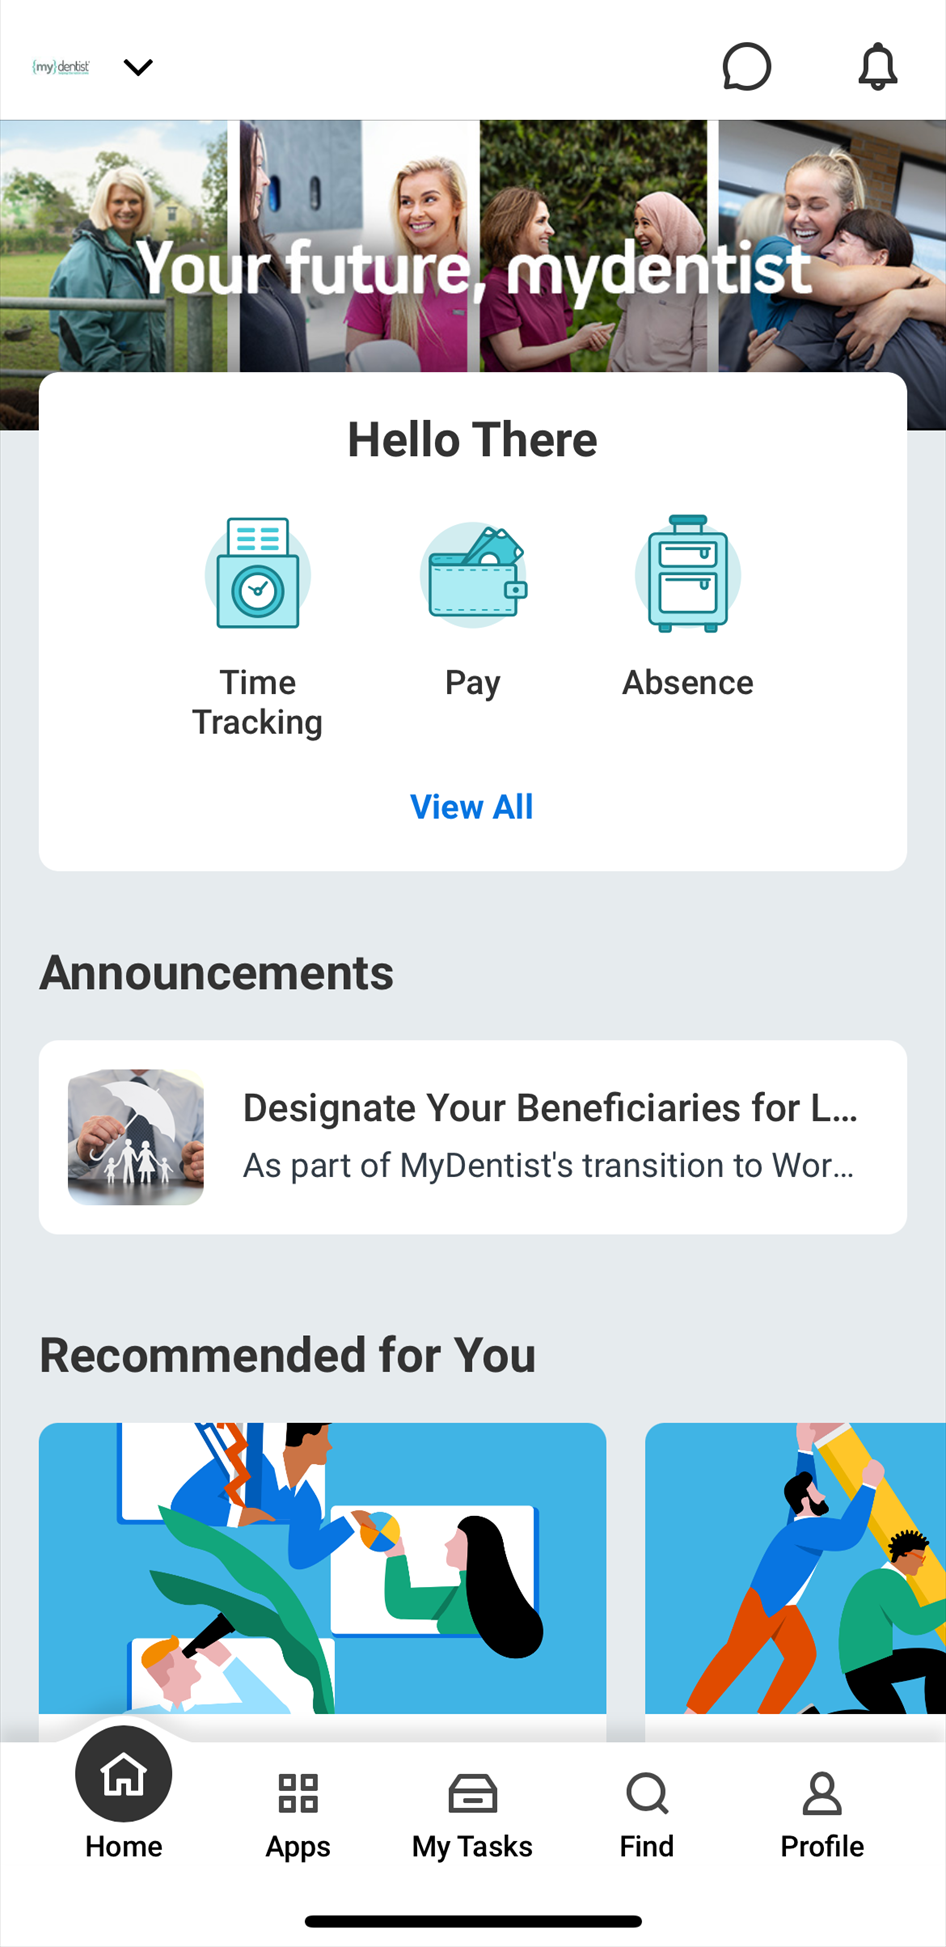 {my}dentist
Your future, mydentist
Hello There
Time
Tracking
Pay
Absence
View All
Announcements
Designate Your Beneficiaries for L...
As part of MyDentist's transition to Wor...
Recommended for You
Home
Apps
My Tasks
Find
Profile